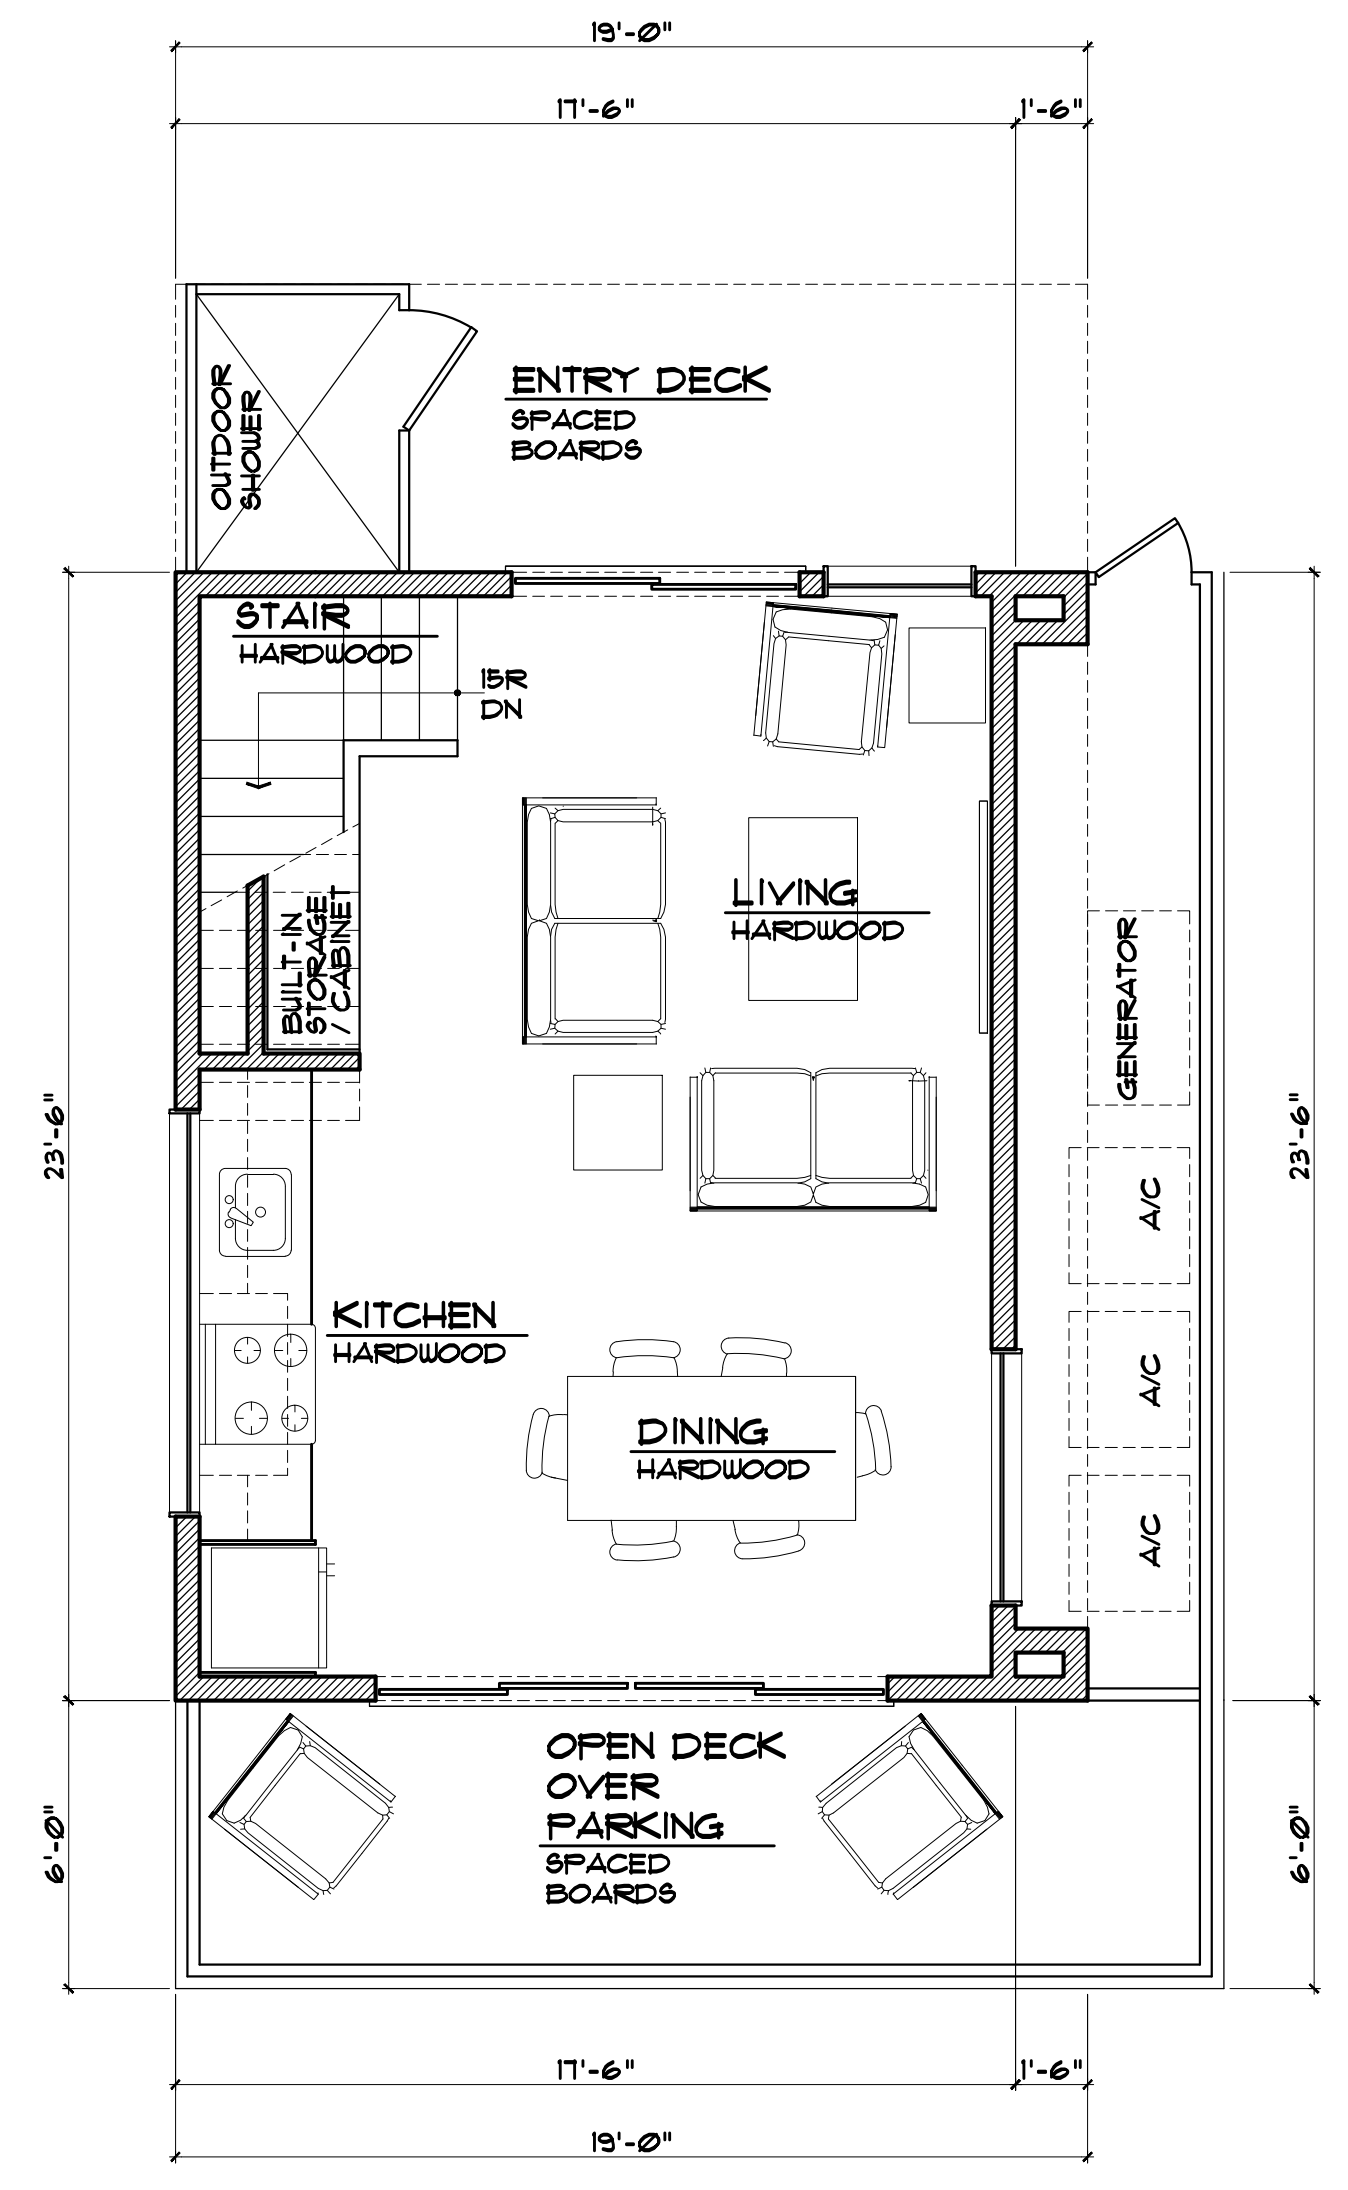 19'-0"
17'-6"
1'-6"
OUTDOOR
SHOWER
ENTRY DECK
SPACED
BOARDS
STAIR
HARDWOOD
15R
DN
BUILT-IN
STORAGE
/ CABINET
LIVING
HARDWOOD
GENERATOR
23'-6"
23'-6"
A/C
KITCHEN
HARDWOOD
A/C
DINING
HARDWOOD
A/C
OPEN DECK
OVER
PARKING
SPACED
BOARDS
6'-0"
6'-0"
17'-6"
1'-6"
19'-0"